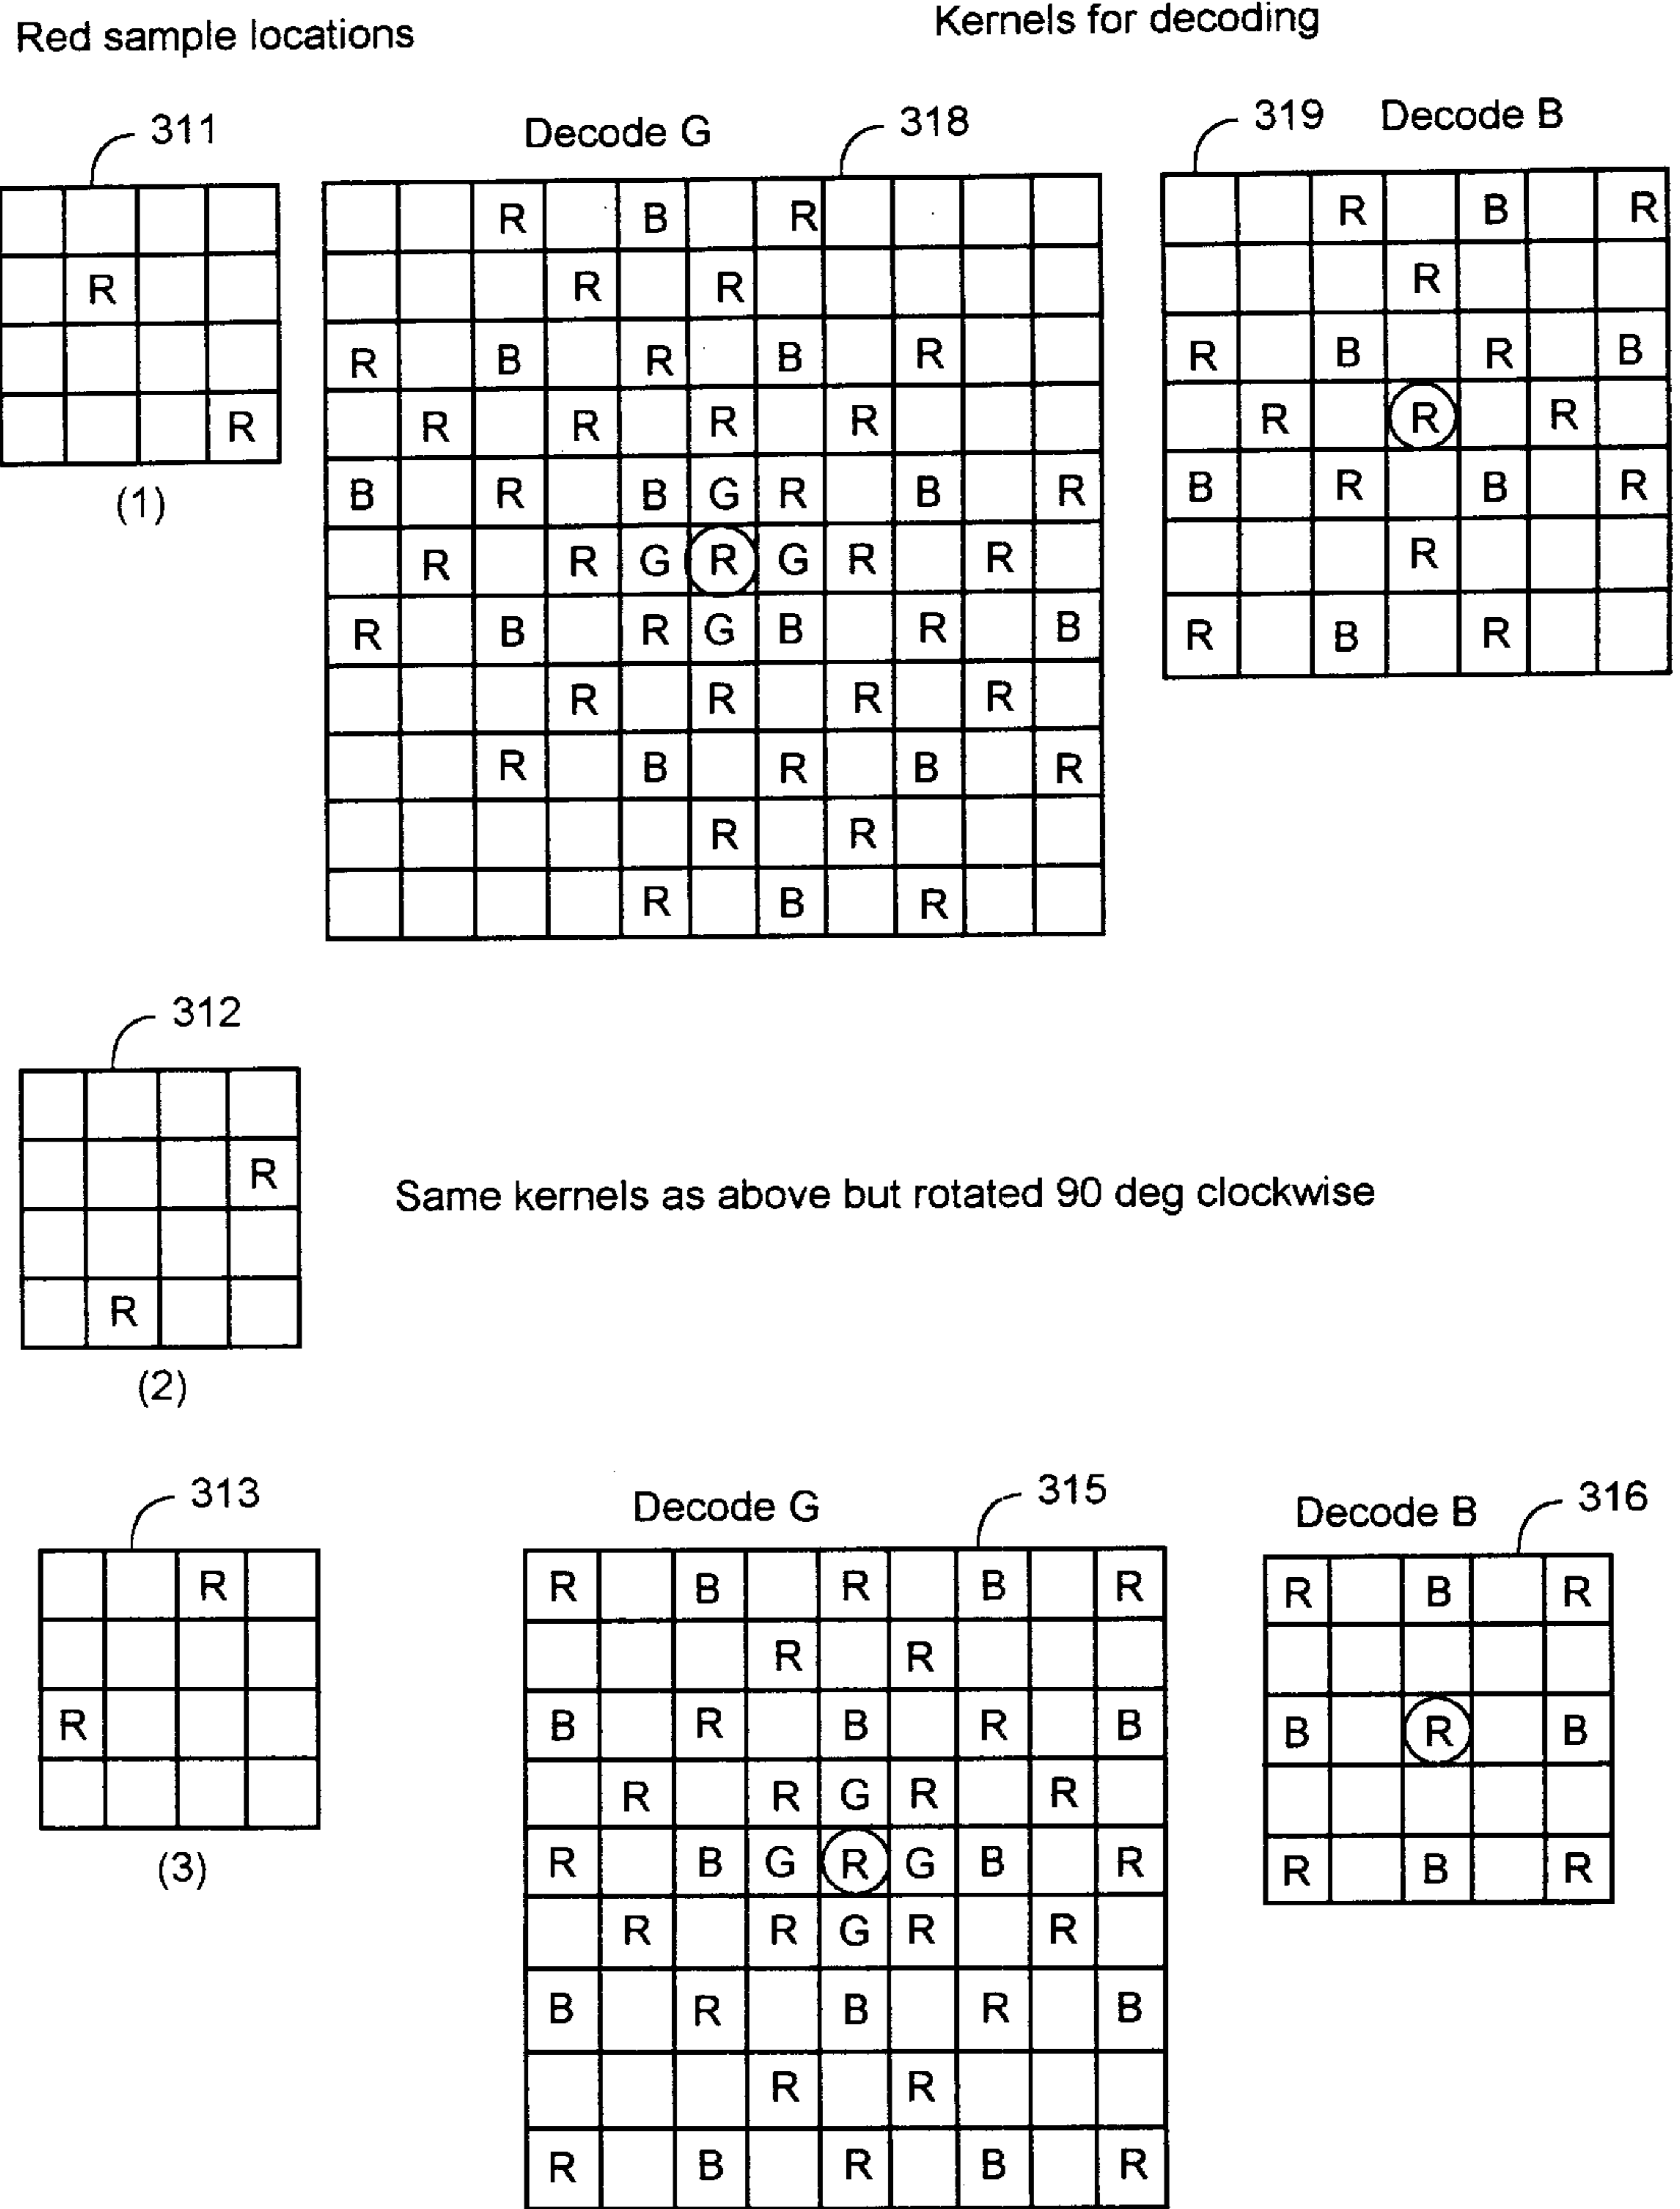 Red sample locations
Kernels for decoding
311
Decode G
318
319
Decode B
R
R
(1)
R B R
R R
R B R B R
R R R R
B R B G R B R
R R G R G R R
R B R G B R B
R R R R
R B R B R
R R
R B R
R B R
R
R B R B
R R R
B R B R
R
R B R
312
R
R
(2)
Same kernels as above but rotated 90 deg clockwise
313
R
R
(3)
Decode G
315
R B R B R
R R
B R B R B
R R G R R
R B G R G B R
R R G R R
B R B R B
R R
R B R B R
Decode B
316
R B R
B R B
R B R